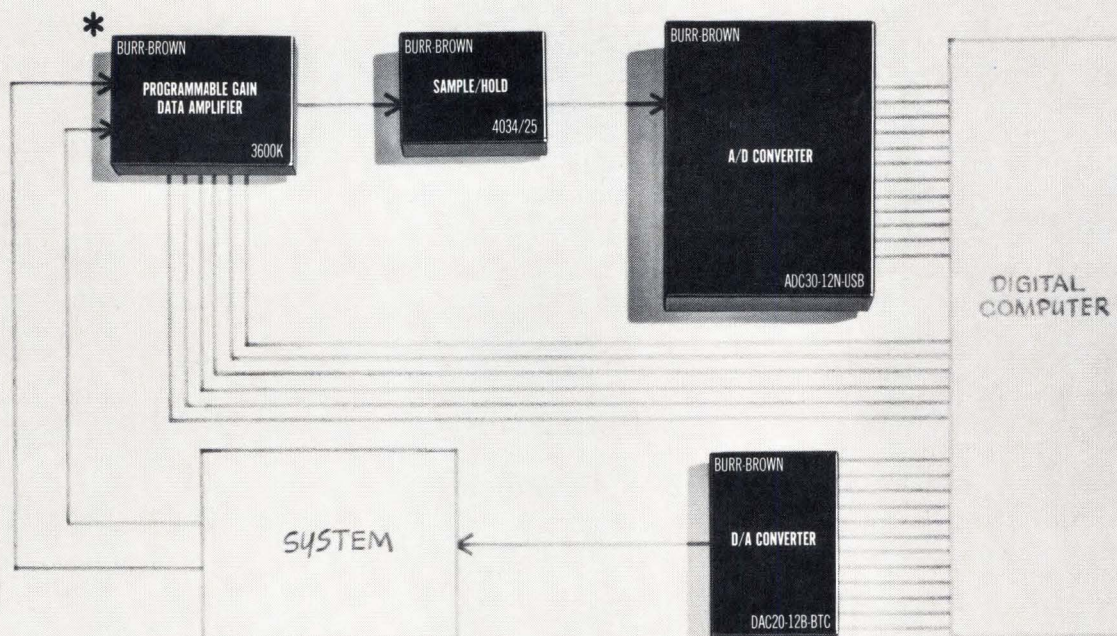 *
BURR-BROWN
PROGRAMMABLE GAIN
DATA AMPLIFIER
3600K
BURR-BROWN
SAMPLE/HOLD
4034/25
BURR-BROWN
A/D CONVERTER
ADC30-12N-USB
DIGITAL
COMPUTER
SYSTEM
BURR-BROWN
D/A CONVERTER
DAC20-12B-BTC